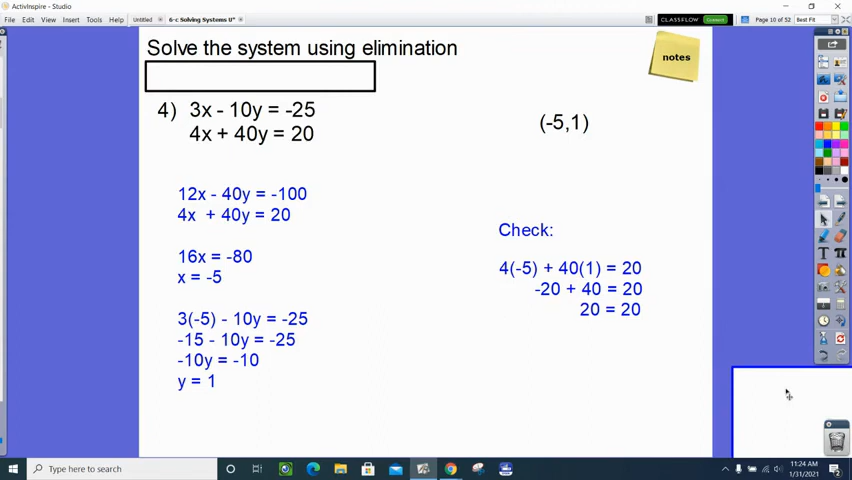 ActivInspire - Studio
File Edit View Insert Tools Help
Untitled
6-c Solving Systems U*
CLASSFLOW
Connect
Page 10 of 52
Best Fit
Solve the system using elimination
notes
4) 3x - 10y = -25
4x + 40y = 20
(-5,1)
12x - 40y = -100
4x + 40y = 20
16x = -80
x = -5
3(-5) - 10y = -25
-15 - 10y = -25
-10y = -10
y = 1
Check:
4(-5) + 40(1) = 20
-20 + 40 = 20
20 = 20
Type here to search
11:24 AM
1/31/2021